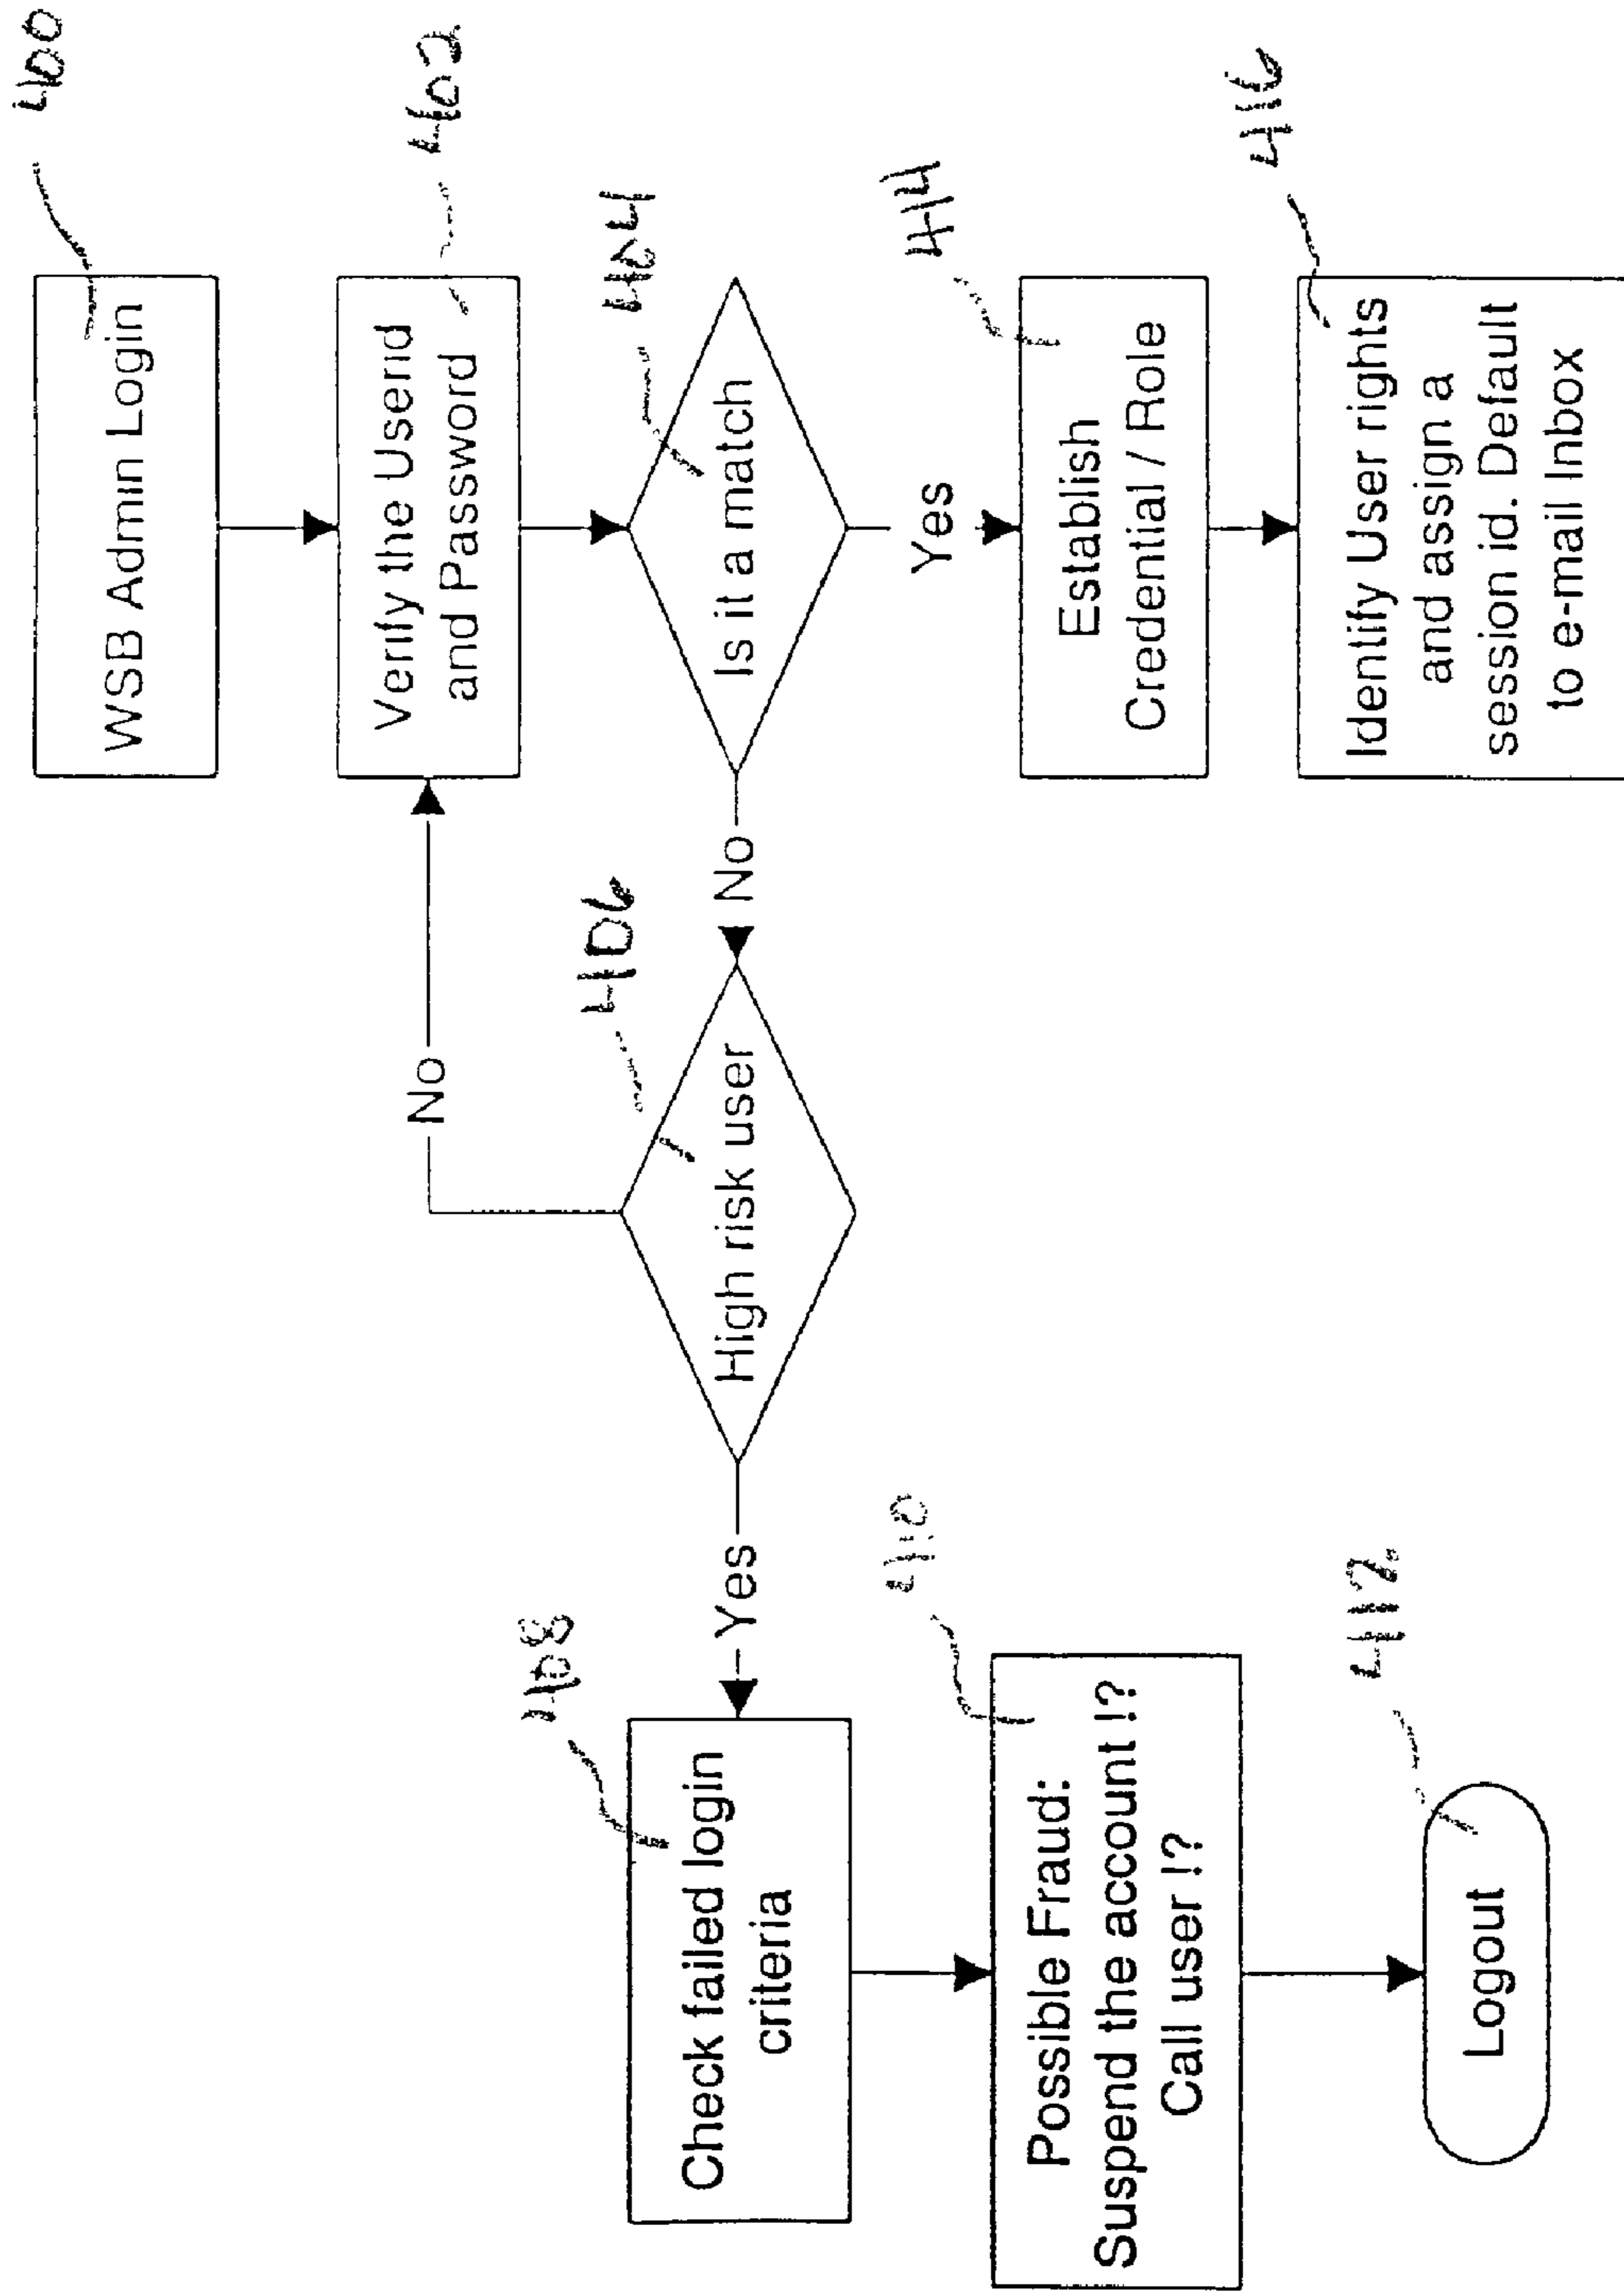 400
WSB Admin Login
402
Verify the Userid
and Password
404
Is it a match
No
Yes
406
High risk user
No
Yes
408
Check failed login
criteria
410
Possible Fraud:
Suspend the account !?
Call user !?
412
Logout
414
Establish
Credential / Role
416
Identify User rights
and assign a
session id. Default
to e-mail Inbox